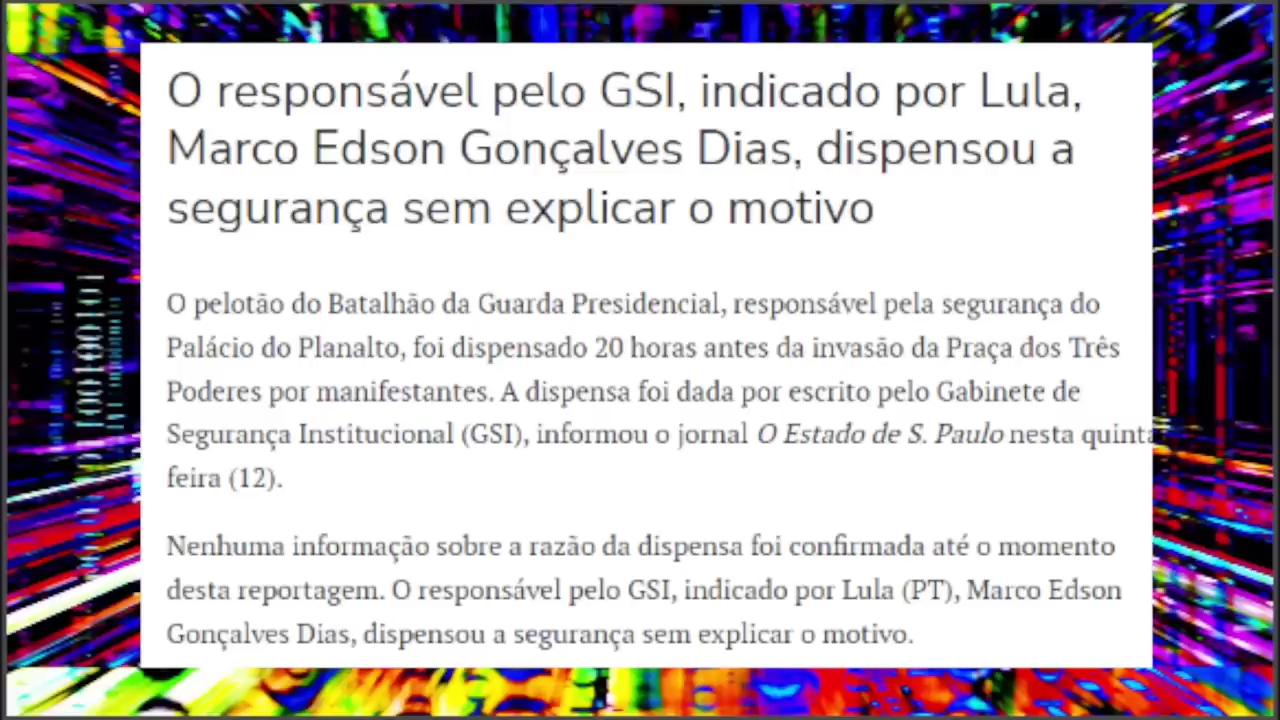 O responsável pelo GSI, indicado por Lula,
Marco Edson Gonçalves Dias, dispensou a
segurança sem explicar o motivo
O pelotão do Batalhão da Guarda Presidencial, responsável pela segurança do
Palácio do Planalto, foi dispensado 20 horas antes da invasão da Praça dos Três
Poderes por manifestantes. A dispensa foi dada por escrito pelo Gabinete de
Segurança Institucional (GSI), informou o jornal O Estado de S. Paulo nesta quinta
feira (12).
Nenhuma informação sobre a razão da dispensa foi confirmada até o momento
desta reportagem. O responsável pelo GSI, indicado por Lula (PT), Marco Edson
Gonçalves Dias, dispensou a segurança sem explicar o motivo.